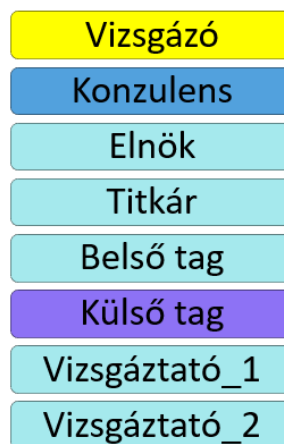 Vizsgázó
Konzulens
Elnök
Titkár
Belső tag
Külső tag
Vizsgáztató_1
Vizsgáztató_2